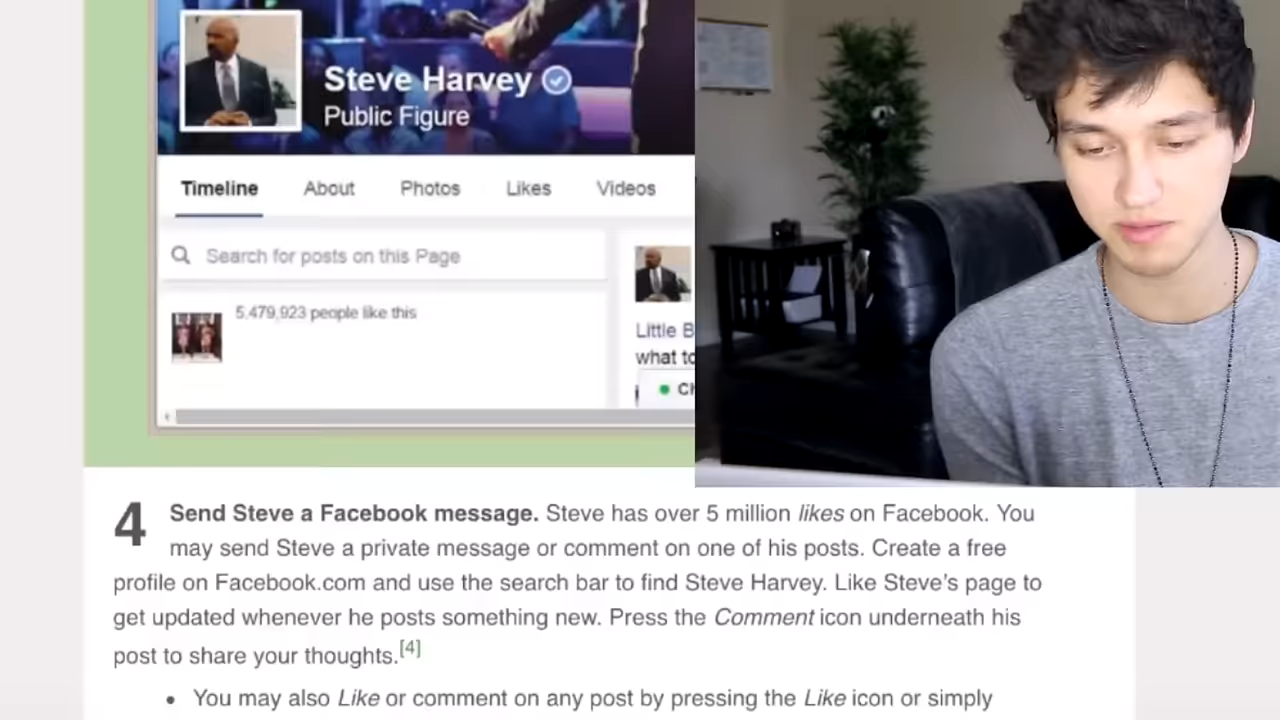 Steve Harvey
Public Figure
Timeline About Photos Likes Videos
Search for posts on this Page
5,479,923 people like this
Little B
what to
Ch
4 Send Steve a Facebook message. Steve has over 5 million likes on Facebook. You
may send Steve a private message or comment on one of his posts. Create a free
profile on Facebook.com and use the search bar to find Steve Harvey. Like Steve’s page to
get updated whenever he posts something new. Press the Comment icon underneath his
post to share your thoughts.[4]
• You may also Like or comment on any post by pressing the Like icon or simply